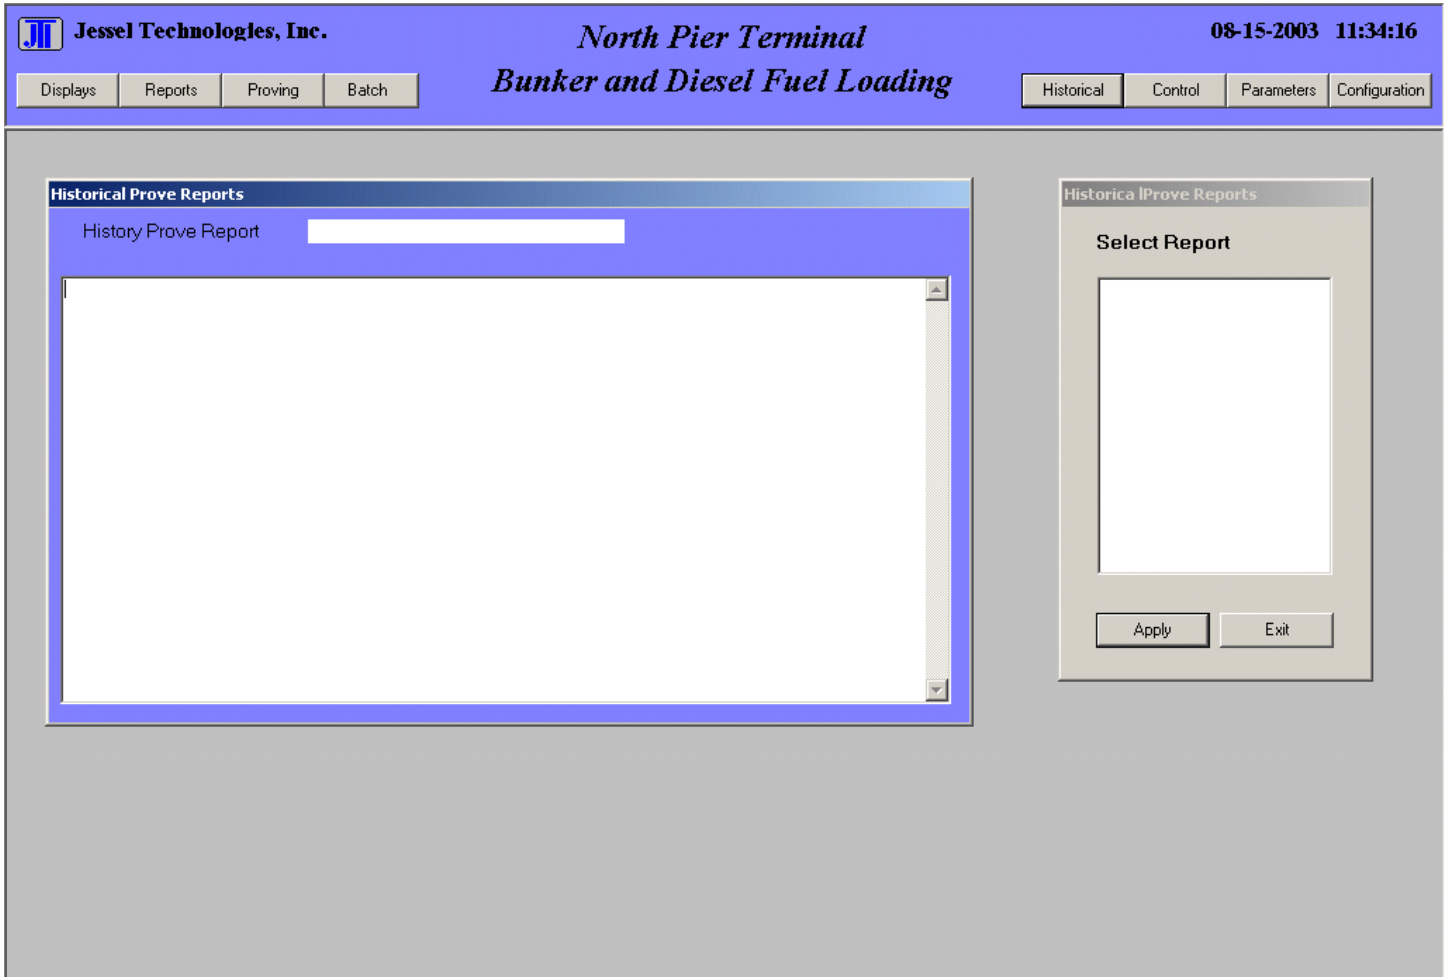 JTI Jessel Technologies, Inc.
North Pier Terminal
08-15-2003 11:34:16
Displays Reports Proving Batch
Bunker and Diesel Fuel Loading
Historical Control Parameters Configuration
Historical Prove Reports
History Prove Report
Historica lProve Reports
Select Report
Apply Exit